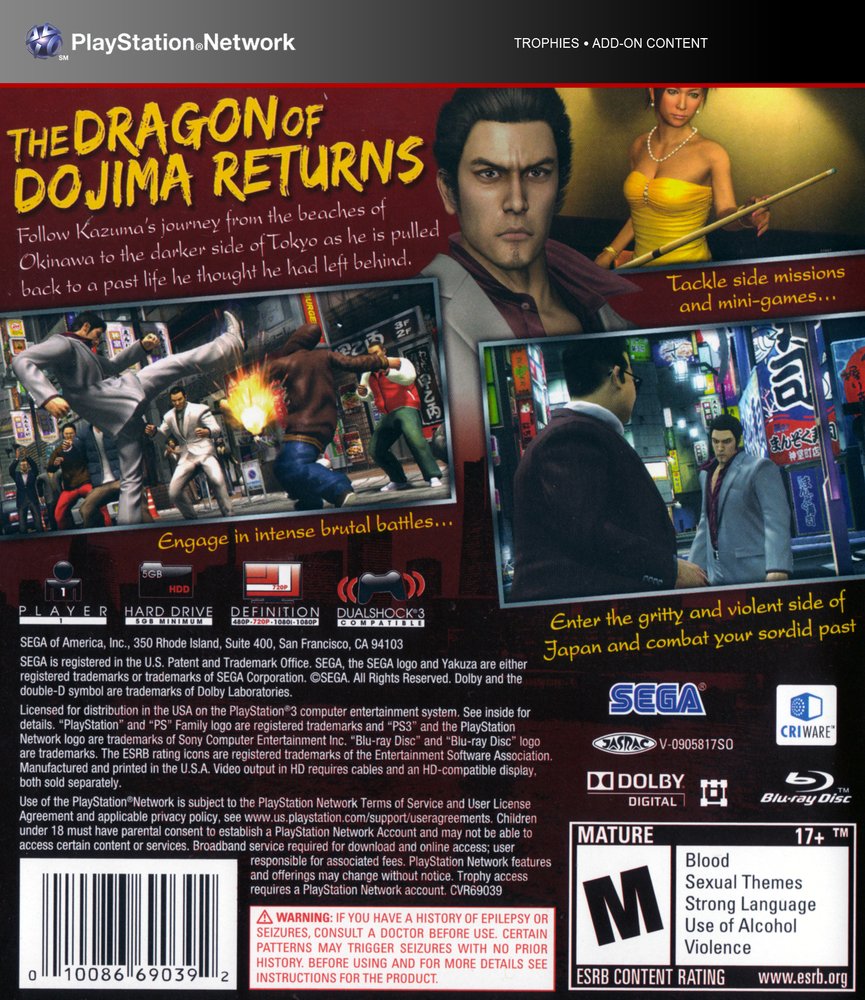 PlayStation®Network
SM
TROPHIES • ADD-ON CONTENT
THE DRAGON OF
DOJIMA RETURNS
Follow Kazuma's journey from the beaches of
Okinawa to the darker side of Tokyo as he is pulled
back to a past life he thought he had left behind.
Tackle side missions
and mini-games...
Engage in intense brutal battles...
Enter the gritty and violent side of
Japan and combat your sordid past
1
PLAYER
1
5GB
HDD
HARD DRIVE
5GB MINIMUM
720P
DEFINITION
480P-720P-1080i-1080P
DUALSHOCK®3
COMPATIBLE
SEGA of America, Inc., 350 Rhode Island, Suite 400, San Francisco, CA 94103
SEGA is registered in the U.S. Patent and Trademark Office. SEGA, the SEGA logo and Yakuza are either
registered trademarks or trademarks of SEGA Corporation. ©SEGA. All Rights Reserved. Dolby and the
double-D symbol are trademarks of Dolby Laboratories.
Licensed for distribution in the USA on the PlayStation®3 computer entertainment system. See inside for
details. "PlayStation" and "PS" Family logo are registered trademarks and "PS3" and the PlayStation
Network logo are trademarks of Sony Computer Entertainment Inc. "Blu-ray Disc" and "Blu-ray Disc" logo
are trademarks. The ESRB rating icons are registered trademarks of the Entertainment Software Association.
Manufactured and printed in the U.S.A. Video output in HD requires cables and an HD-compatible display,
both sold separately.
Use of the PlayStation®Network is subject to the PlayStation Network Terms of Service and User License
Agreement and applicable privacy policy, see www.us.playstation.com/support/useragreements. Children
under 18 must have parental consent to establish a PlayStation Network Account and may not be able to
access certain content or services. Broadband service required for download and online access; user
responsible for associated fees. PlayStation Network features
and offerings may change without notice. Trophy access
requires a PlayStation Network account. CVR69039
SEGA®
CRIWARE™
JASRAC V-0905817SO
DOLBY
DIGITAL
Blu-ray Disc™
0 10086 69039 2
WARNING: IF YOU HAVE A HISTORY OF EPILEPSY OR
SEIZURES, CONSULT A DOCTOR BEFORE USE. CERTAIN
PATTERNS MAY TRIGGER SEIZURES WITH NO PRIOR
HISTORY. BEFORE USING AND FOR MORE DETAILS SEE
INSTRUCTIONS FOR THE PRODUCT.
MATURE 17+ ™
M
Blood
Sexual Themes
Strong Language
Use of Alcohol
Violence
ESRB CONTENT RATING www.esrb.org